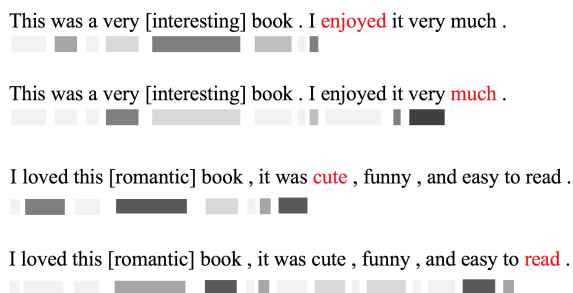 This was a very [interesting] book . I enjoyed it very much .
This was a very [interesting] book . I enjoyed it very much .
I loved this [romantic] book , it was cute , funny , and easy to read .
I loved this [romantic] book , it was cute , funny , and easy to read .